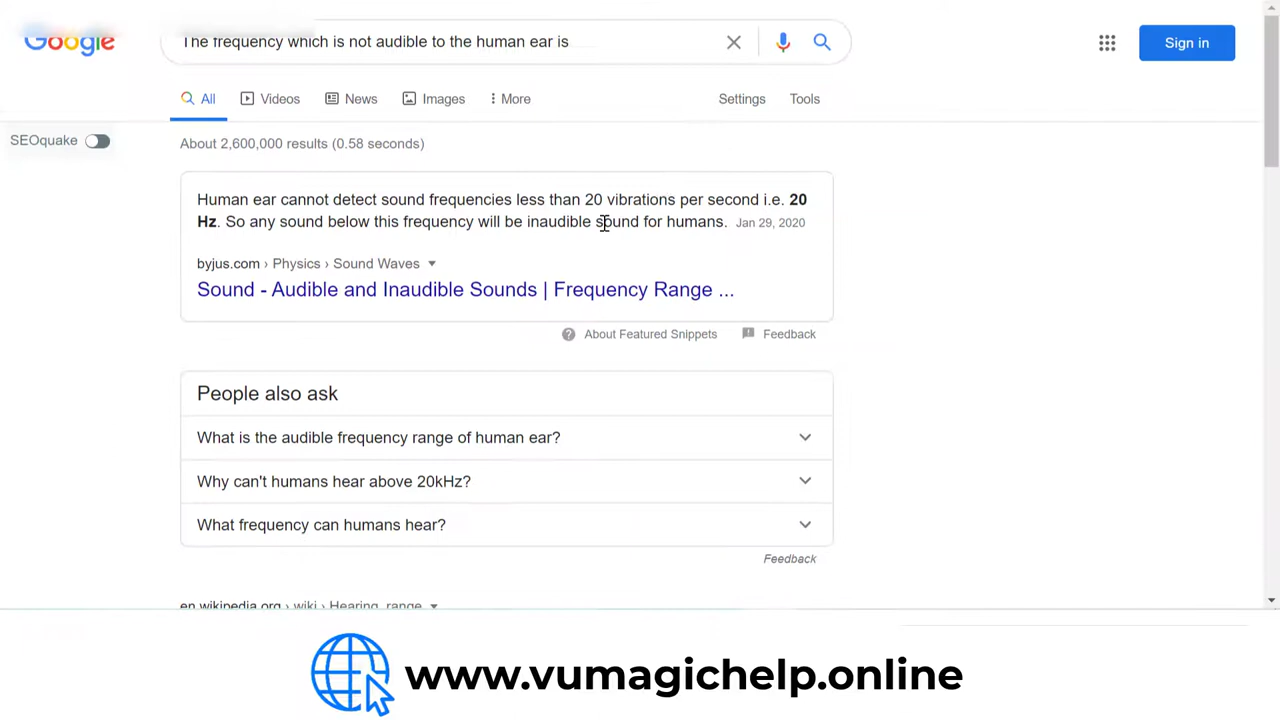 Google
The frequency which is not audible to the human ear is
Sign in
All Videos News Images More Settings Tools
SEOquake
About 2,600,000 results (0.58 seconds)
Human ear cannot detect sound frequencies less than 20 vibrations per second i.e. 20
Hz. So any sound below this frequency will be inaudible sound for humans. Jan 29, 2020
byjus.com › Physics › Sound Waves
Sound - Audible and Inaudible Sounds | Frequency Range ...
About Featured Snippets Feedback
People also ask
What is the audible frequency range of human ear?
Why can't humans hear above 20kHz?
What frequency can humans hear?
Feedback
en.wikipedia.org › wiki › Hearing_range
www.vumagichelp.online